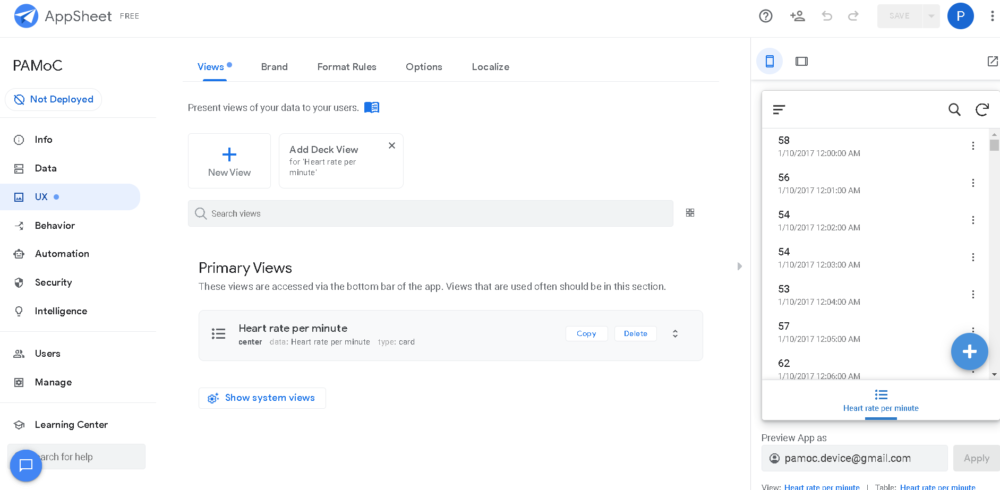 AppSheet FREE
SAVE
P
PAMoC
Not Deployed
Info
Data
UX
Behavior
Automation
Security
Intelligence
Users
Manage
Learning Center
arch for help
Views
Brand
Format Rules
Options
Localize
Present views of your data to your users.
New View
Add Deck View
for 'Heart rate per
minute'
Search views
Primary Views
These views are accessed via the bottom bar of the app. Views that are used often should be in this section.
Heart rate per minute
center data: Heart rate per minute type: card
Copy
Delete
Show system views
58
1/10/2017 12:00:00 AM
56
1/10/2017 12:01:00 AM
54
1/10/2017 12:02:00 AM
54
1/10/2017 12:03:00 AM
53
1/10/2017 12:04:00 AM
57
1/10/2017 12:05:00 AM
62
1/10/2017 12:06:00 AM
Heart rate per minute
Preview App as
pamoc.device@gmail.com
Apply
View: Heart rate per minute | Table: Heart rate per minute